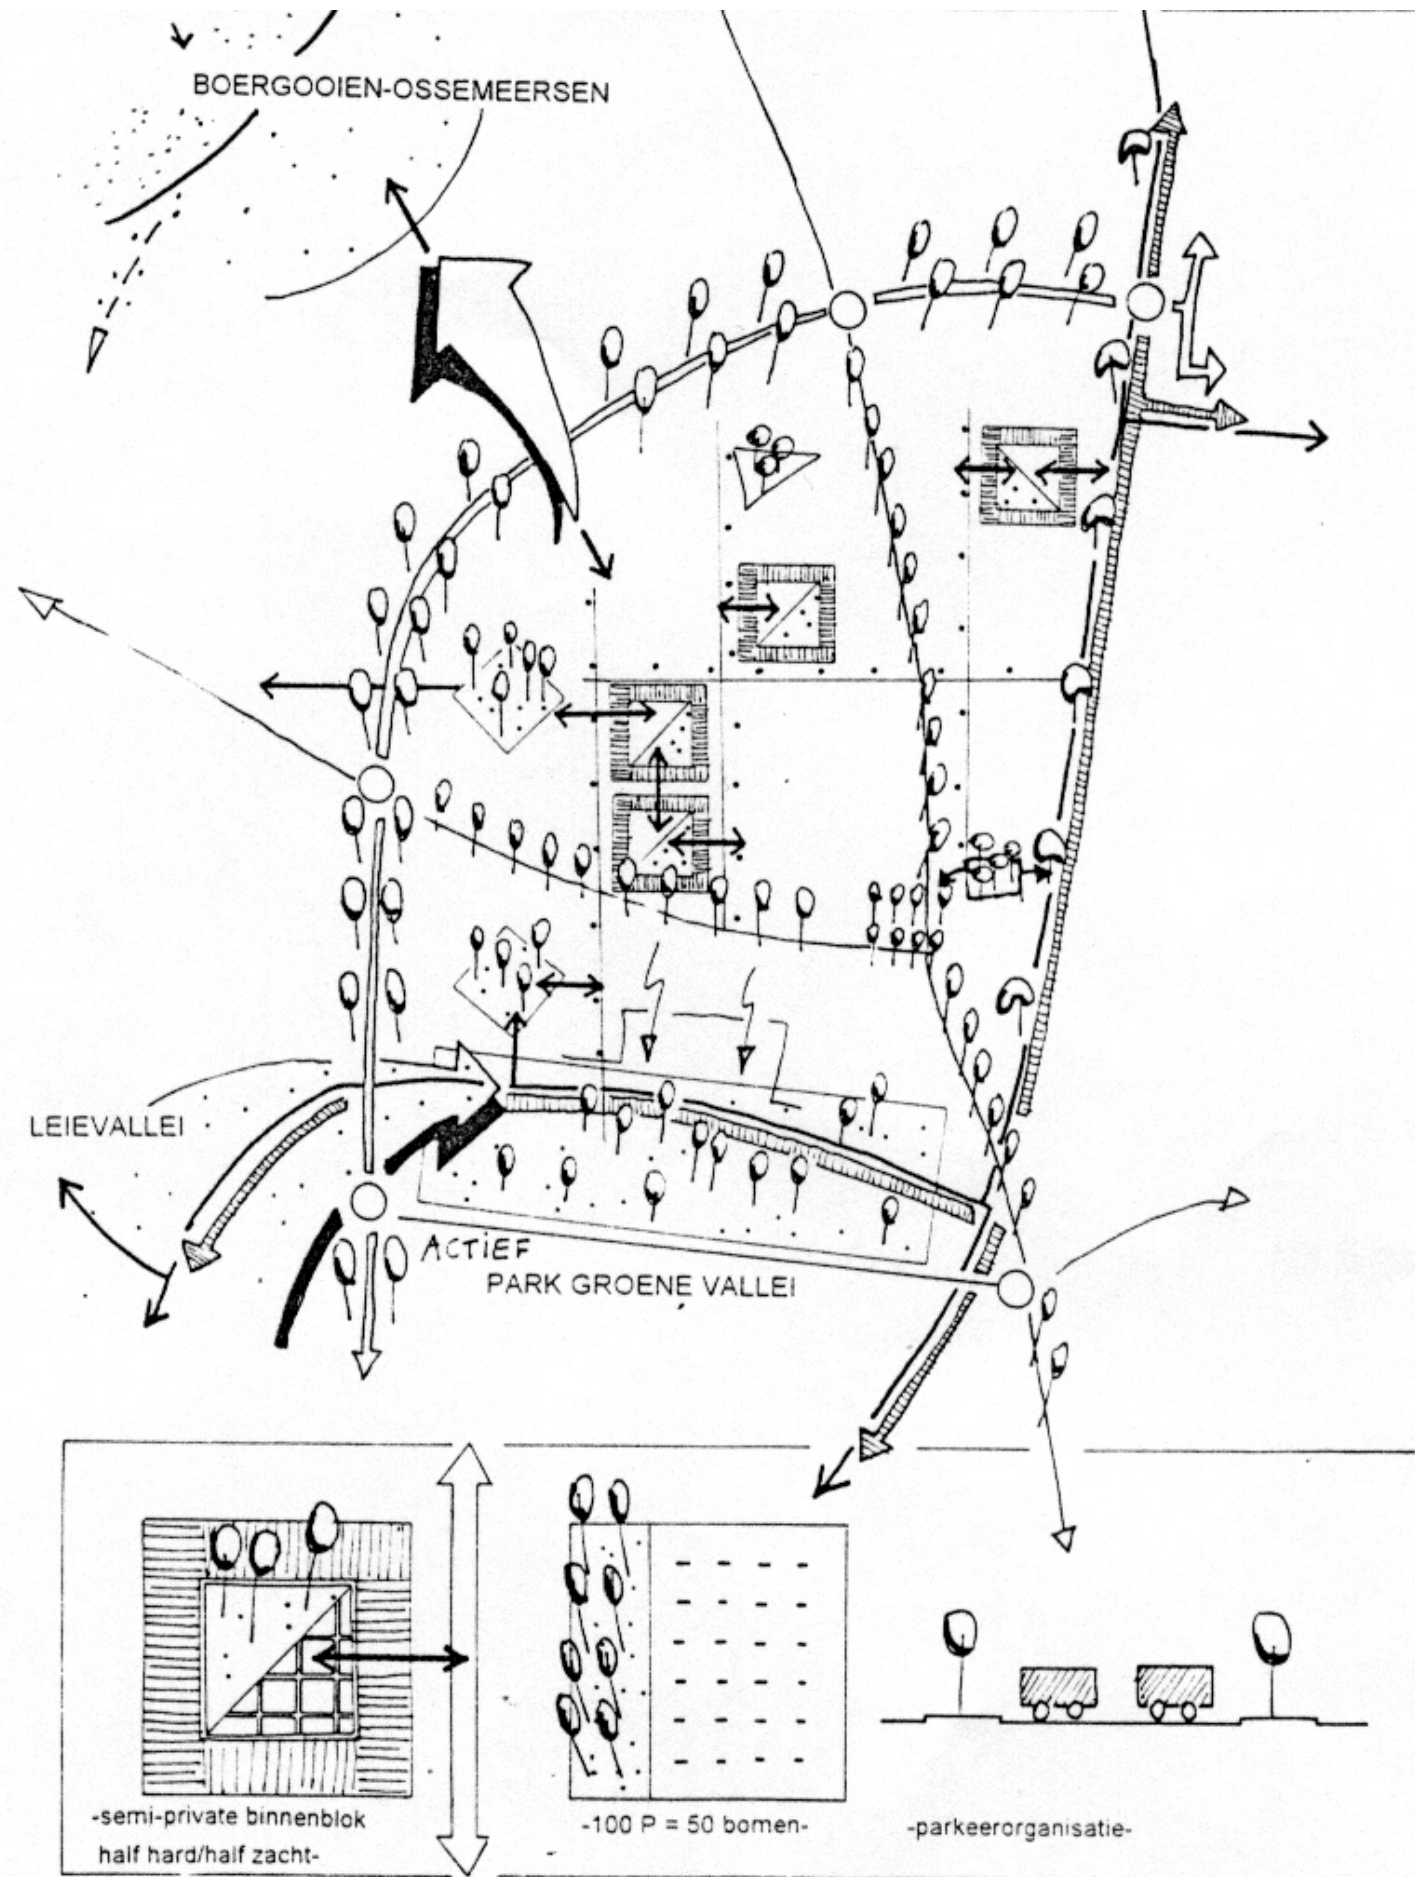 BOERGOOIEN-OSSEMEERSEN
LEIEVALLEI
ACTIEF
PARK GROENE VALLEI
-semi-private binnenblok
half hard/half zacht-
-100 P = 50 bomen-
-parkeerorganisatie-